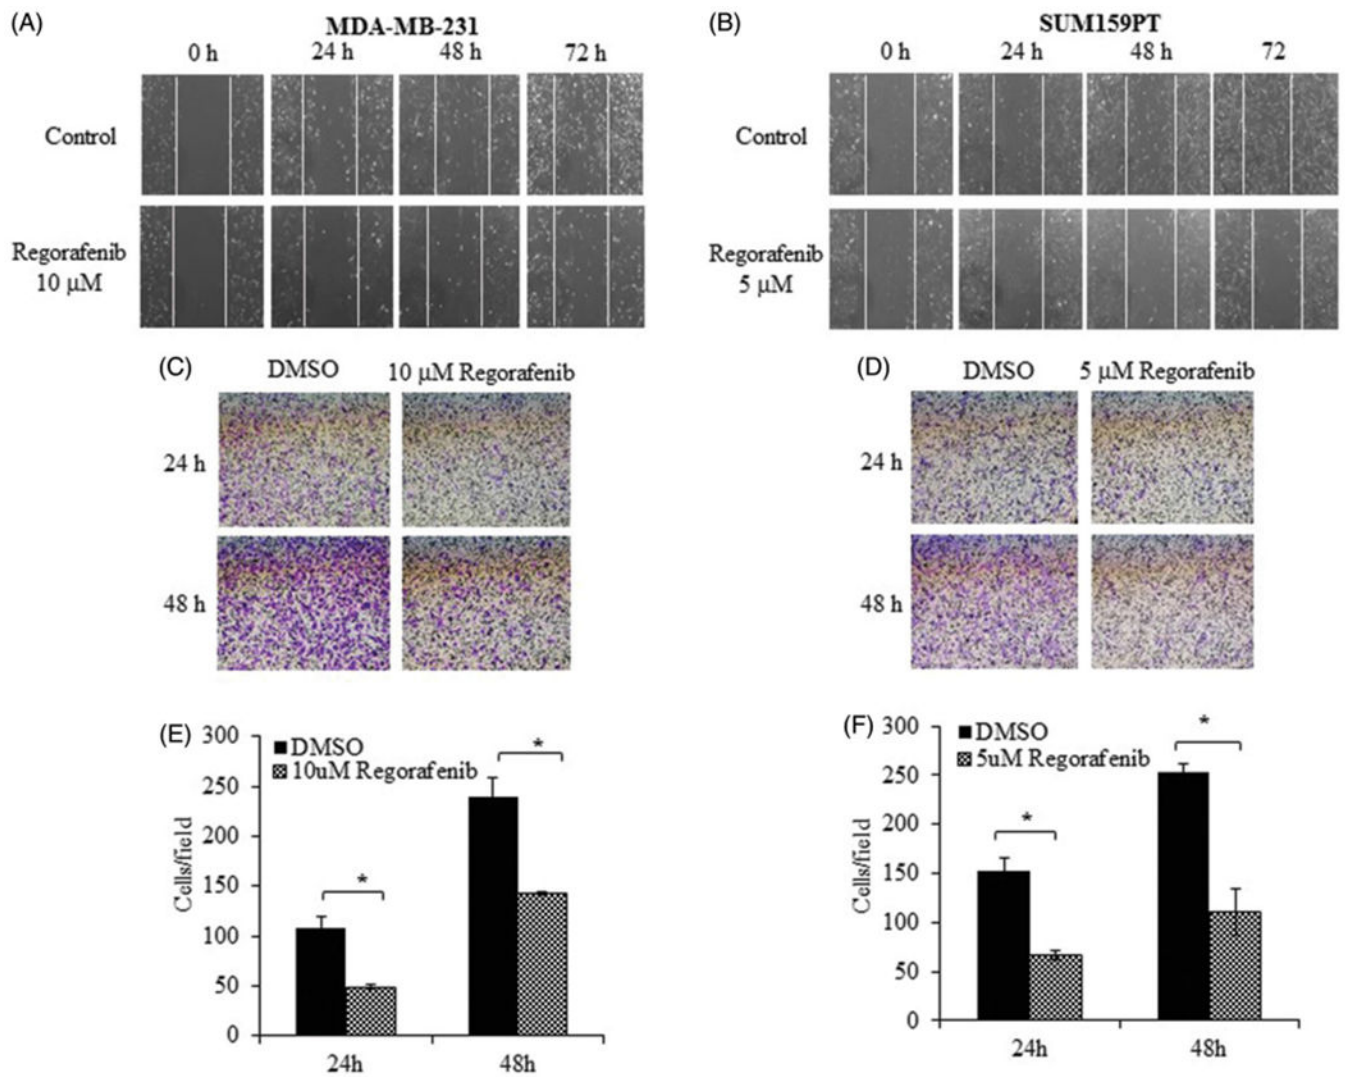 (A)
MDA-MB-231
0 h 24 h 48 h 72 h
Control
Regorafenib
10 μM
(B)
SUM159PT
0 h 24 h 48 h 72
Control
Regorafenib
5 μM
(C)
DMSO 10 μM Regorafenib
24 h
48 h
(D)
DMSO 5 μM Regorafenib
24 h
48 h
(E)
300
250
200
150
100
50
0
Cells/field
DMSO
10uM Regorafenib
*
*
24h 48h
(F)
300
250
200
150
100
50
0
Cells/field
DMSO
5uM Regorafenib
*
*
24h 48h